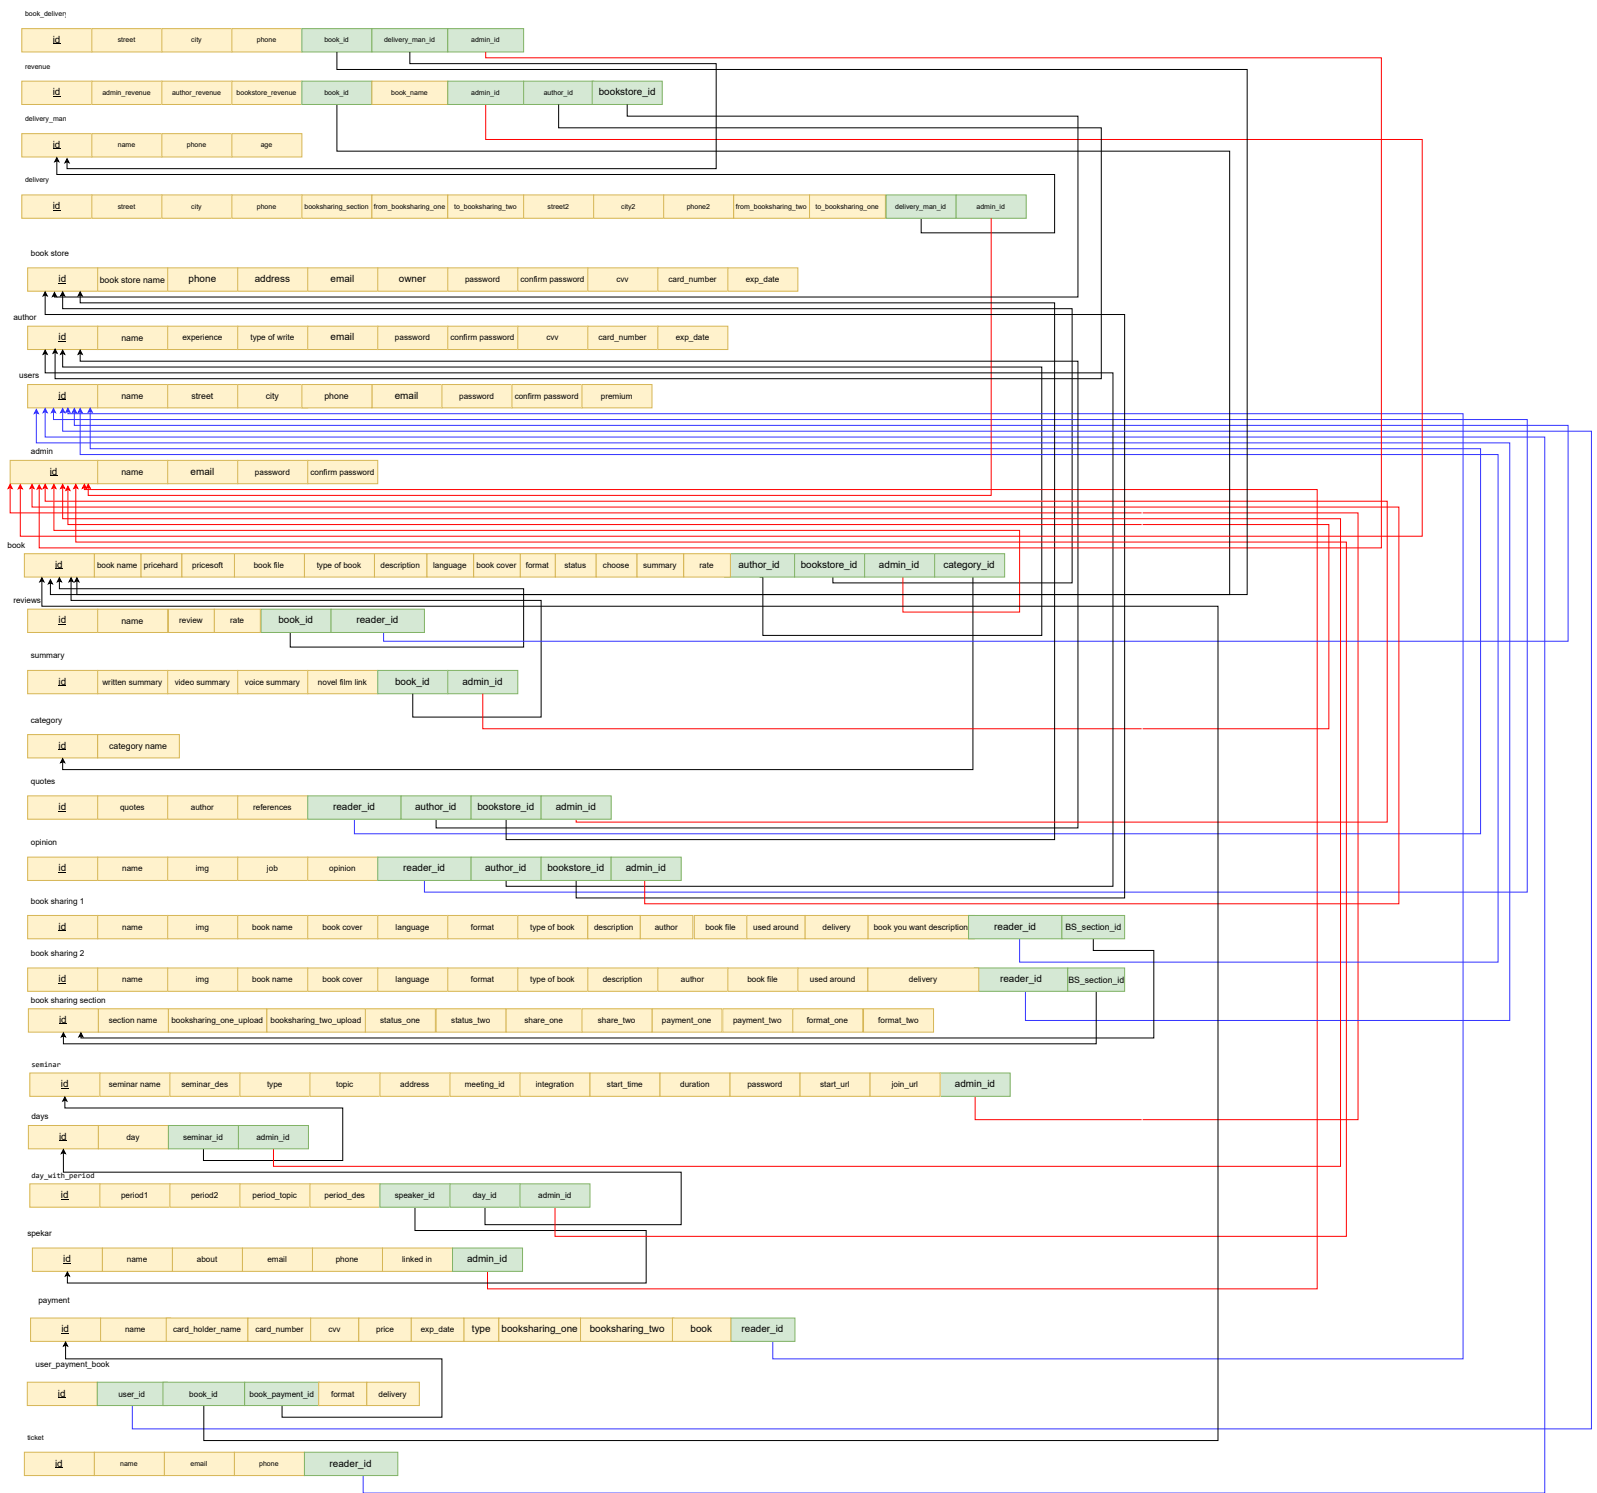 book_delivery
id street city phone book_id delivery_man_id admin_id
revenue
id admin_revenue author_revenue bookstore_revenue book_id book_name admin_id author_id bookstore_id
delivery_man
id name phone age
delivery
id street city phone booksharing_section from_booksharing_one to_booksharing_two street2 city2 phone2 from_booksharing_two to_booksharing_one delivery_man_id admin_id
book store
id book store name phone address email owner password confirm password cvv card_number exp_date
author
id name experience type of write email password confirm password cvv card_number exp_date
users
id name street city phone email password confirm password premium
admin
id name email password confirm password
book
id book name pricehard pricesoft book file type of book description language book cover format status choose summary rate author_id bookstore_id admin_id category_id
reviews
id name review rate book_id reader_id
summary
id written summary video summary voice summary novel film link book_id admin_id
category
id category name
quotes
id quotes author references reader_id author_id bookstore_id admin_id
opinion
id name img job opinion reader_id author_id bookstore_id admin_id
book sharing 1
id name img book name book cover language format type of book description author book file used around delivery book you want description reader_id BS_section_id
book sharing 2
id name img book name book cover language format type of book description author book file used around delivery reader_id BS_section_id
book sharing section
id section name booksharing_one_upload booksharing_two_upload status_one status_two share_one share_two payment_one payment_two format_one format_two
seminar
id seminar name seminar_des type topic address meeting_id integration start_time duration password start_url join_url admin_id
days
id day seminar_id admin_id
day_with_period
id period1 period2 period_topic period_des speaker_id day_id admin_id
spekar
id name about email phone linked in admin_id
payment
id name card_holder_name card_number cvv price exp_date type booksharing_one booksharing_two book reader_id
user_payment_book
id user_id book_id book_payment_id format delivery
ticket
id name email phone reader_id